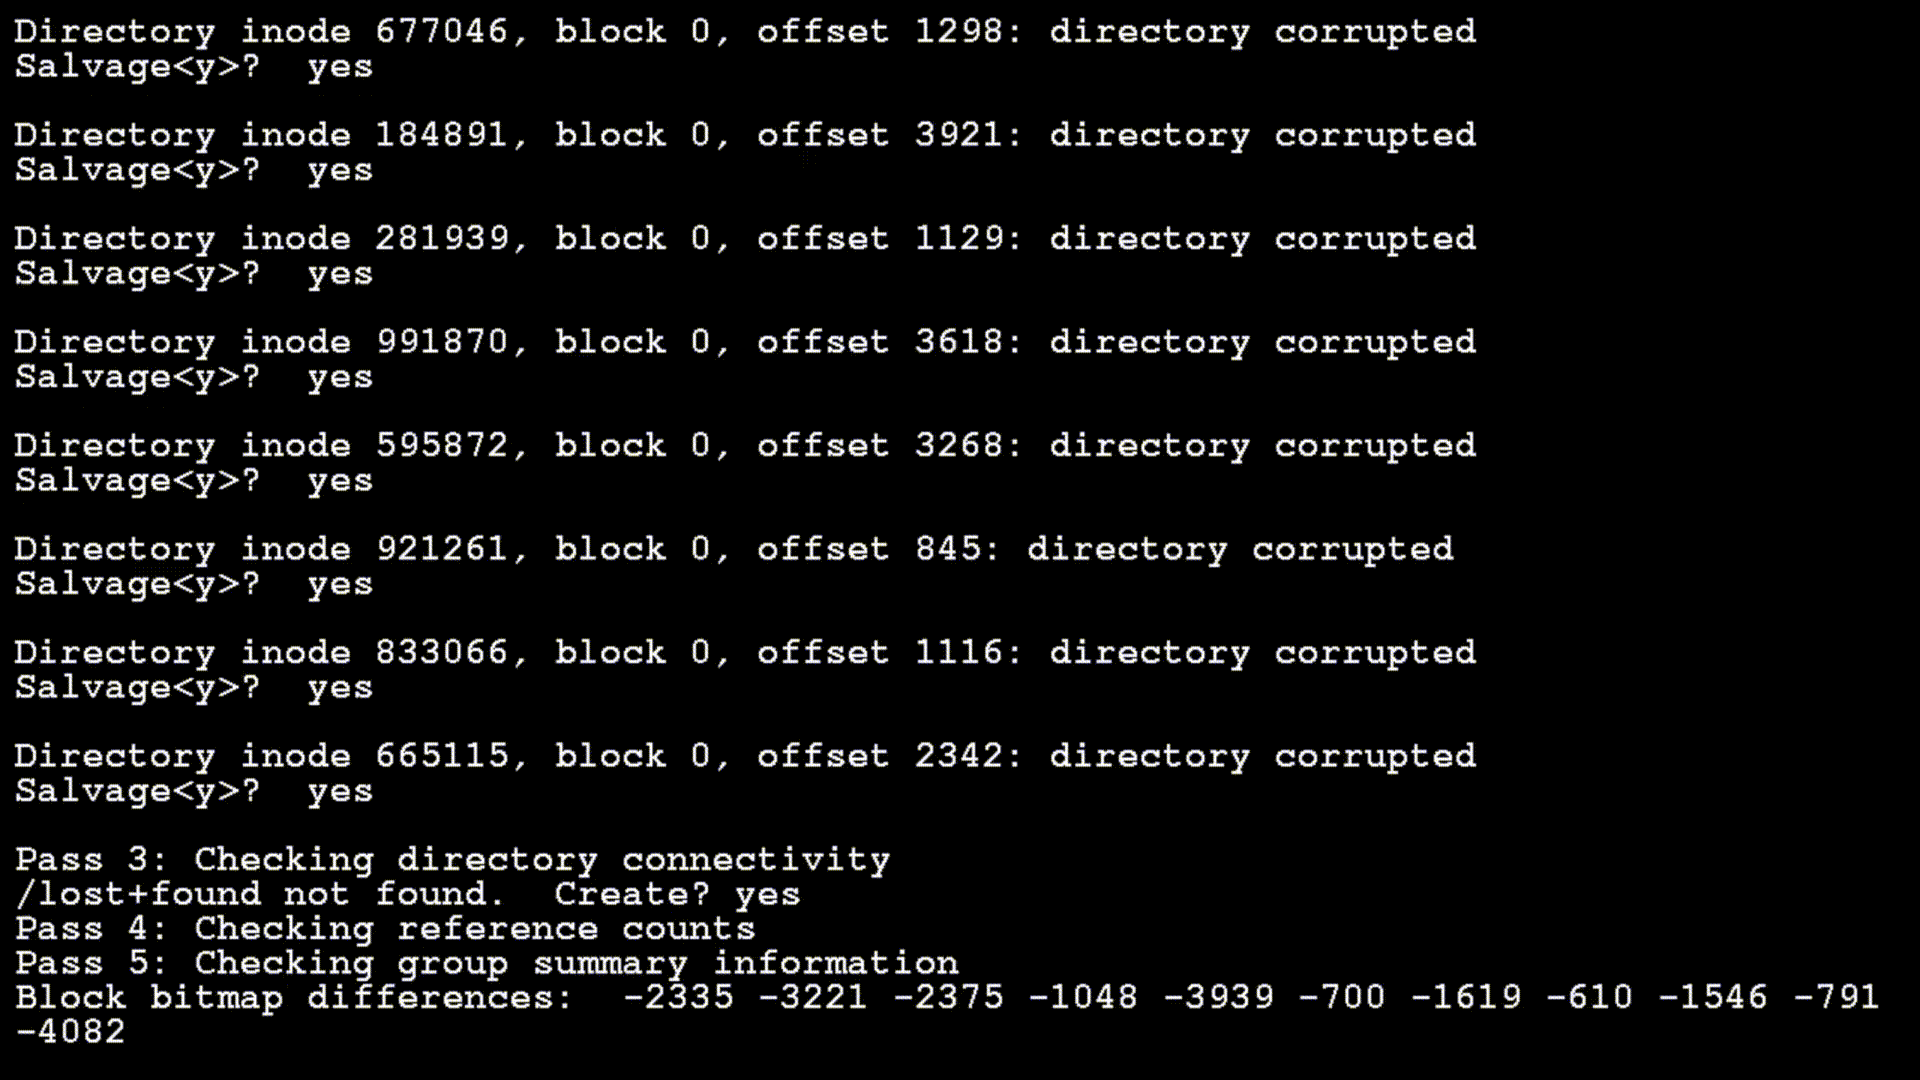 Directory inode 677046, block 0, offset 1298: directory corrupted
Salvage<y>?  yes
Directory inode 184891, block 0, offset 3921: directory corrupted
Salvage<y>?  yes
Directory inode 281939, block 0, offset 1129: directory corrupted
Salvage<y>?  yes
Directory inode 991870, block 0, offset 3618: directory corrupted
Salvage<y>?  yes
Directory inode 595872, block 0, offset 3268: directory corrupted
Salvage<y>?  yes
Directory inode 921261, block 0, offset 845: directory corrupted
Salvage<y>?  yes
Directory inode 833066, block 0, offset 1116: directory corrupted
Salvage<y>?  yes
Directory inode 665115, block 0, offset 2342: directory corrupted
Salvage<y>?  yes
Pass 3: Checking directory connectivity
/lost+found not found.  Create? yes
Pass 4: Checking reference counts
Pass 5: Checking group summary information
Block bitmap differences:  -2335 -3221 -2375 -1048 -3939 -700 -1619 -610 -1546 -791
-4082